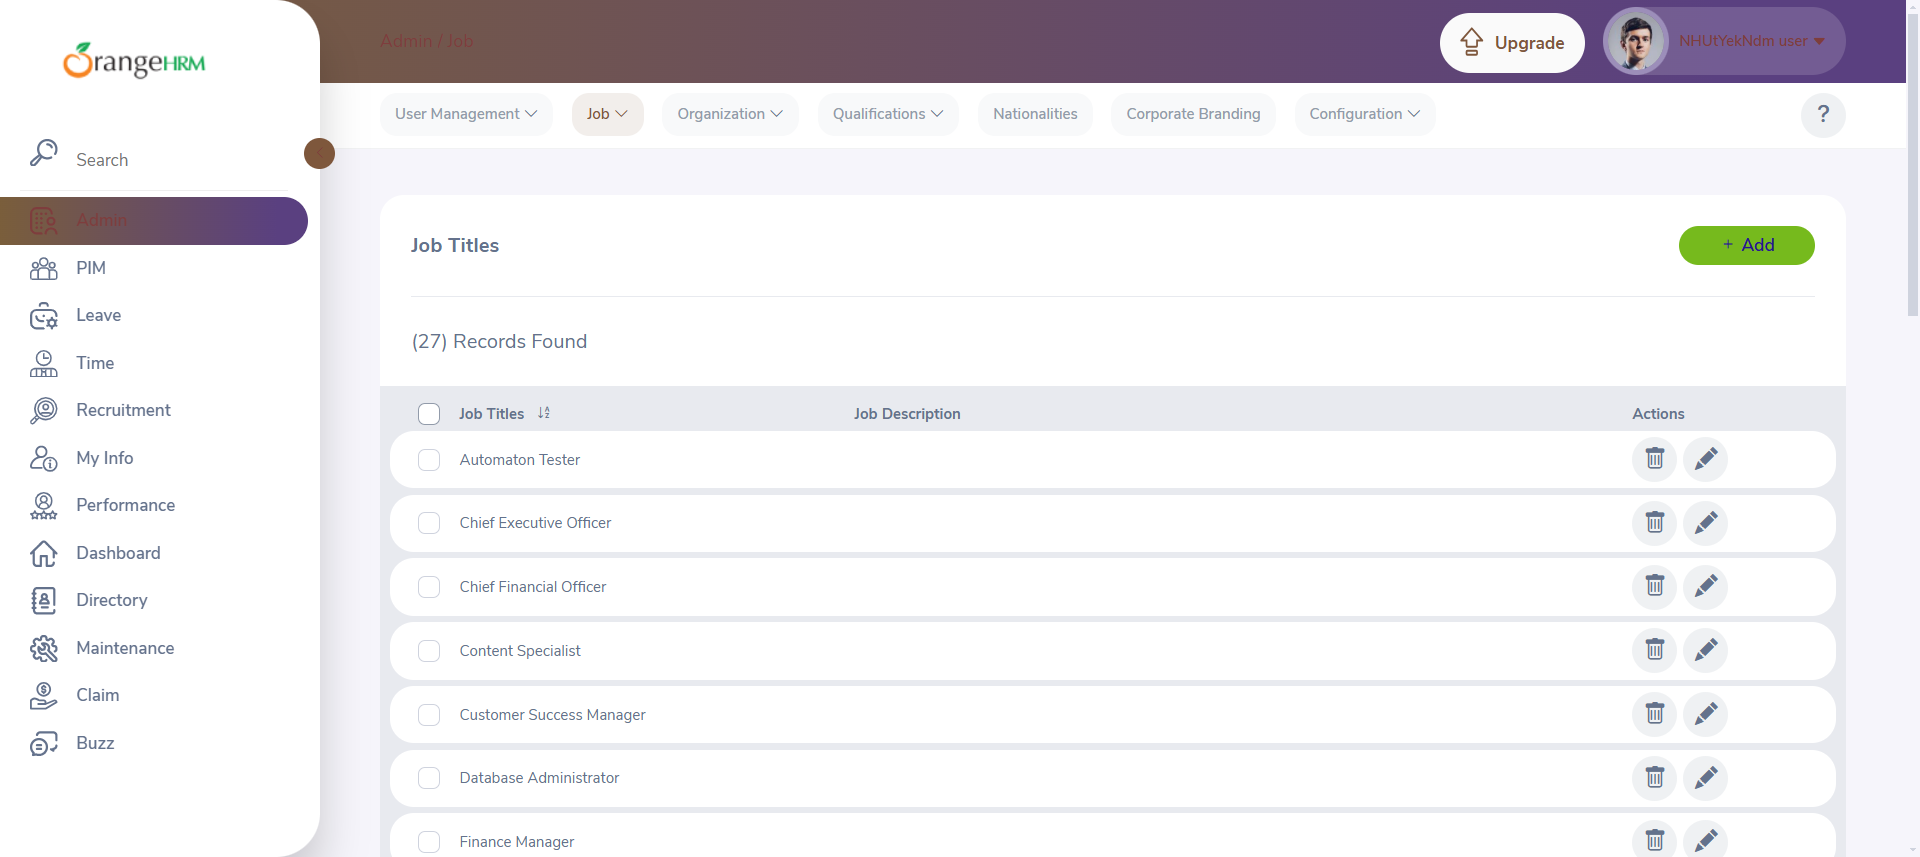 OrangeHRM
Admin / Job
Upgrade
NHUtYekNdm user
User Management
Job
Organization
Qualifications
Nationalities
Corporate Branding
Configuration
?
Search
Admin
PIM
Leave
Time
Recruitment
My Info
Performance
Dashboard
Directory
Maintenance
Claim
Buzz
Job Titles
+ Add
(27) Records Found
Job Titles
Job Description
Actions
Automaton Tester
Chief Executive Officer
Chief Financial Officer
Content Specialist
Customer Success Manager
Database Administrator
Finance Manager